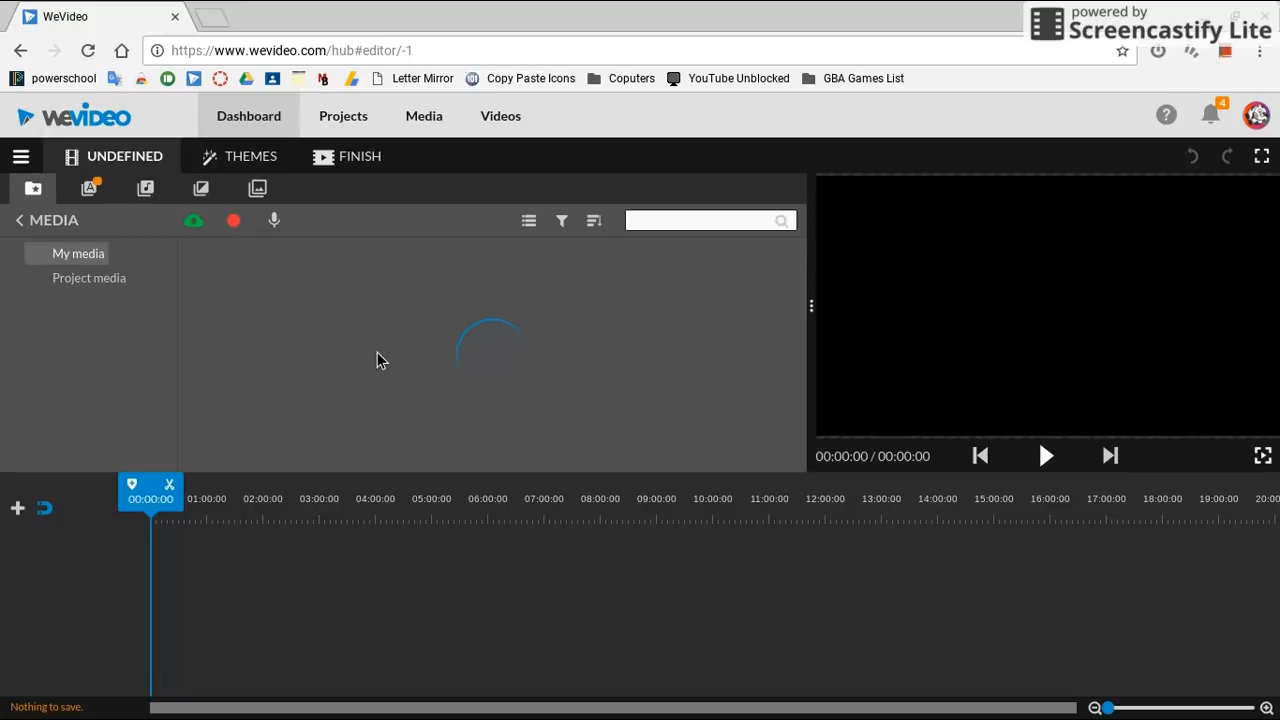 WeVideo
powered by
Screencastify Lite
https://www.wevideo.com/hub#editor/-1
powerschool
Letter Mirror
Copy Paste Icons
Coputers
YouTube Unblocked
GBA Games List
WEVIDEO
Dashboard
Projects
Media
Videos
4
UNDEFINED
THEMES
FINISH
MEDIA
My media
Project media
00:00:00 / 00:00:00
00:00:00 01:00:00 02:00:00 03:00:00 04:00:00 05:00:00 06:00:00 07:00:00 08:00:00 09:00:00 10:00:00 11:00:00 12:00:00 13:00:00 14:00:00 15:00:00 16:00:00 17:00:00 18:00:00 19:00:00 20:00
Nothing to save.